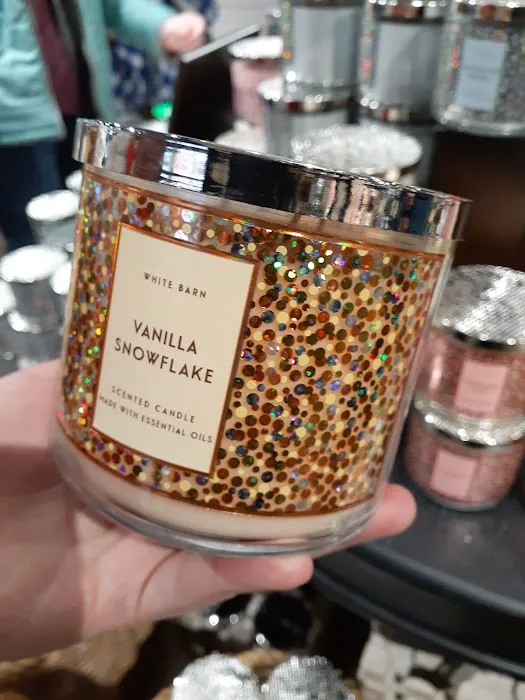 WHITE BARN
VANILLA
SNOWFLAKE
SCENTED CANDLE
MADE WITH ESSENTIAL OILS